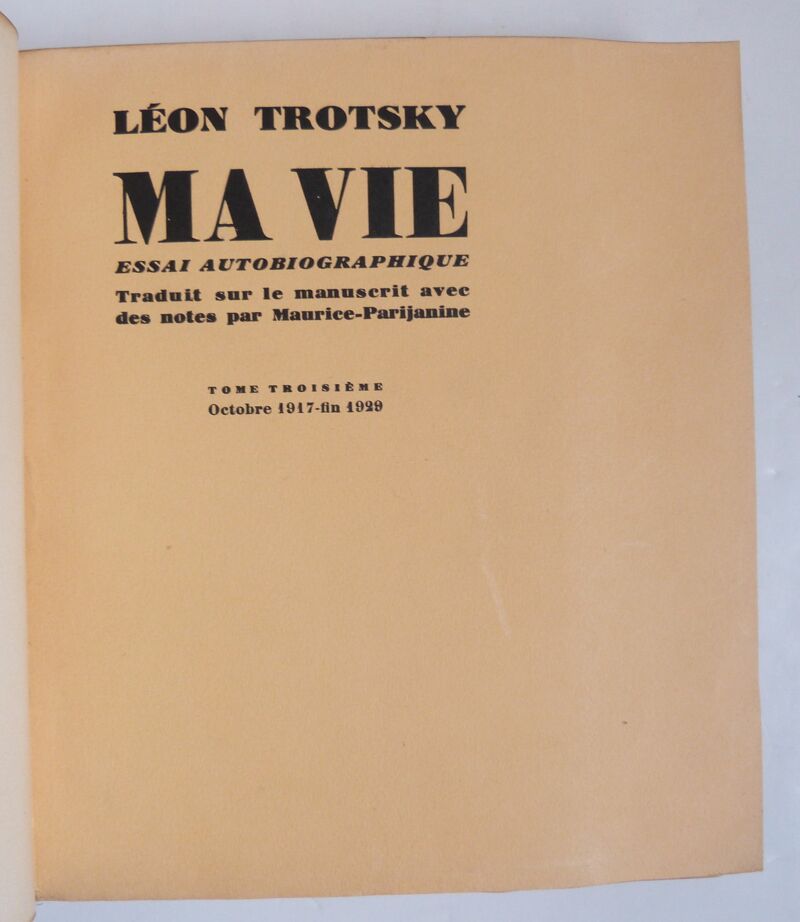 LÉON TROTSKY
MA VIE
ESSAI AUTOBIOGRAPHIQUE
Traduit sur le manuscrit avec
des notes par Maurice-Parijanine
TOME TROISIÈME
Octobre 1917-fin 1929